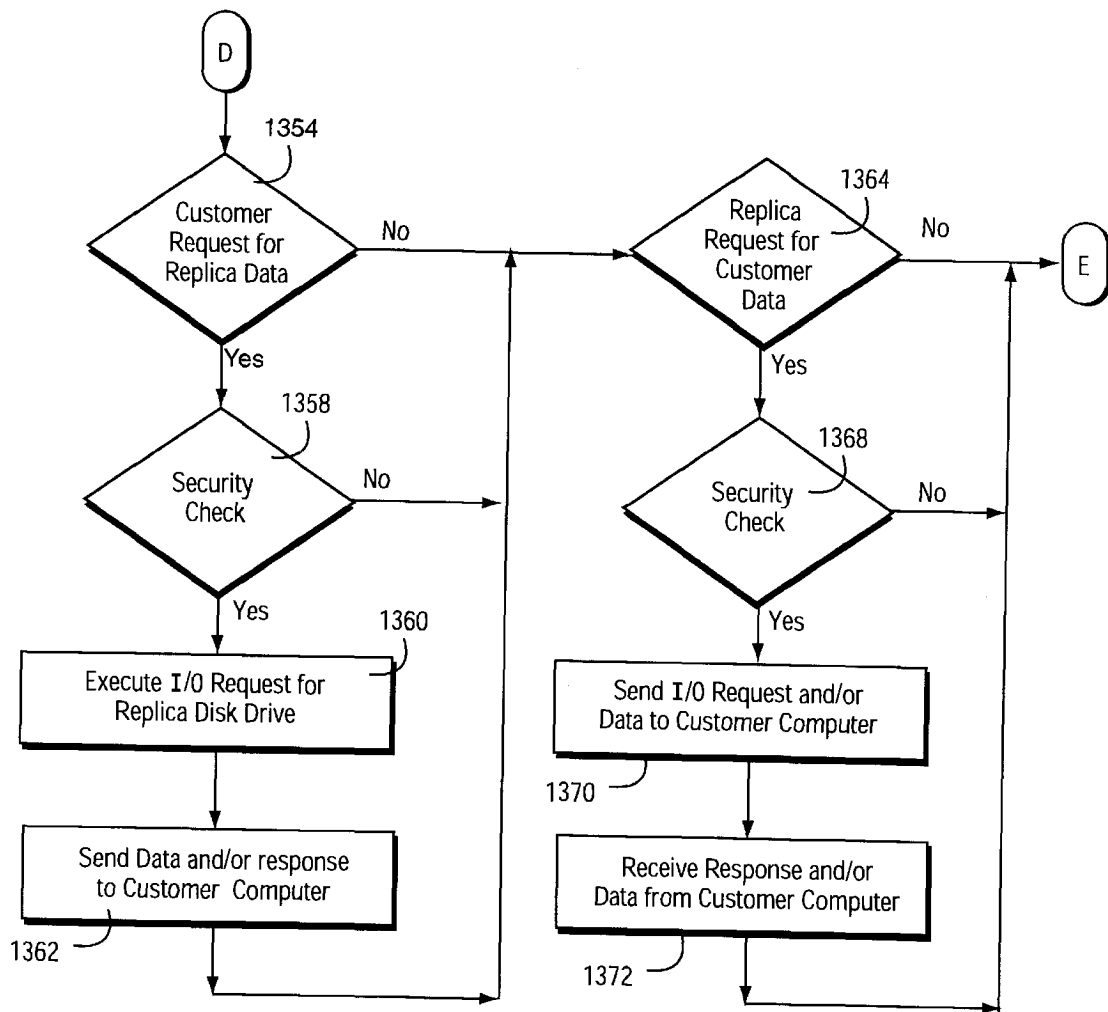 D
1354
Customer
Request for
Replica Data
No
Yes
1358
Security
Check
No
Yes
1360
Execute I/O Request for
Replica Disk Drive
Send Data and/or response
to Customer Computer
1362
1364
Replica
Request for
Customer
Data
No
E
Yes
1368
Security
Check
No
Yes
Send I/O Request and/or
Data to Customer Computer
1370
Receive Response and/or
Data from Customer Computer
1372